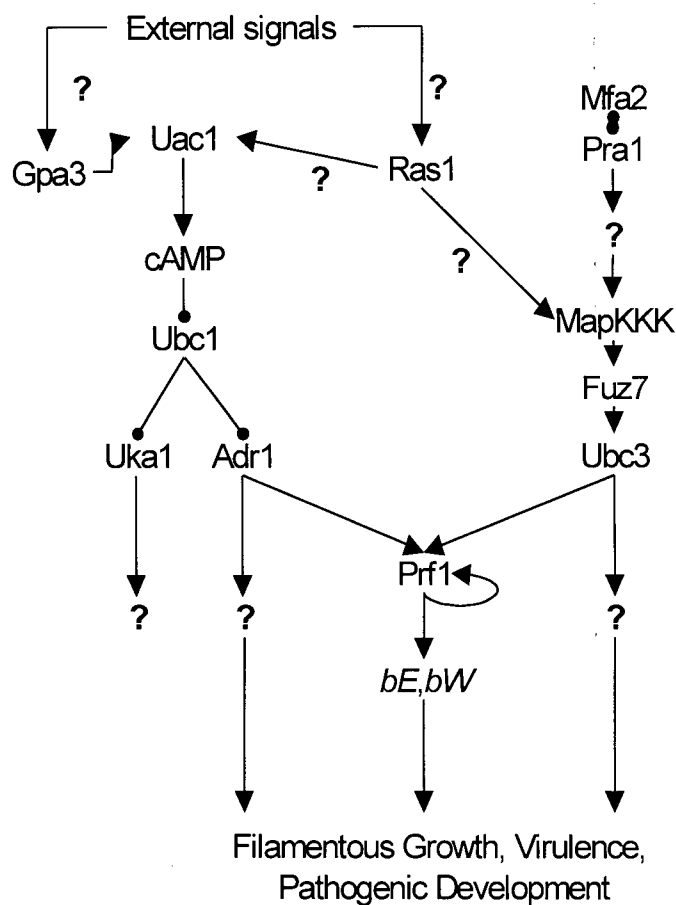 External signals
?
?
Mfa2
Uac1
Pra1
Gpa3
Ras1
?
?
cAMP
?
MapKKK
Ubc1
Fuz7
Uka1
Adr1
Ubc3
Prf1
?
?
?
bE,bW
Filamentous Growth, Virulence,
Pathogenic Development